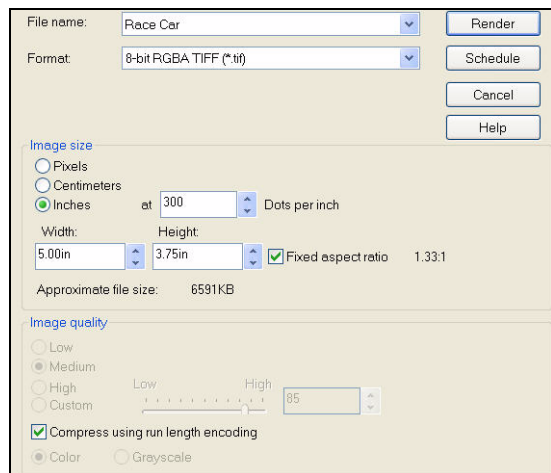 File name: Race Car Render
Format: 8-bit RGBA TIFF (*.tif) Schedule
Cancel
Help
Image size
Pixels
Centimeters
Inches at 300 Dots per inch
Width: Height:
5.00in 3.75in Fixed aspect ratio 1.33:1
Approximate file size: 6591KB
Image quality
Low
Medium
High Low High 85
Custom
Compress using run length encoding
Color Grayscale